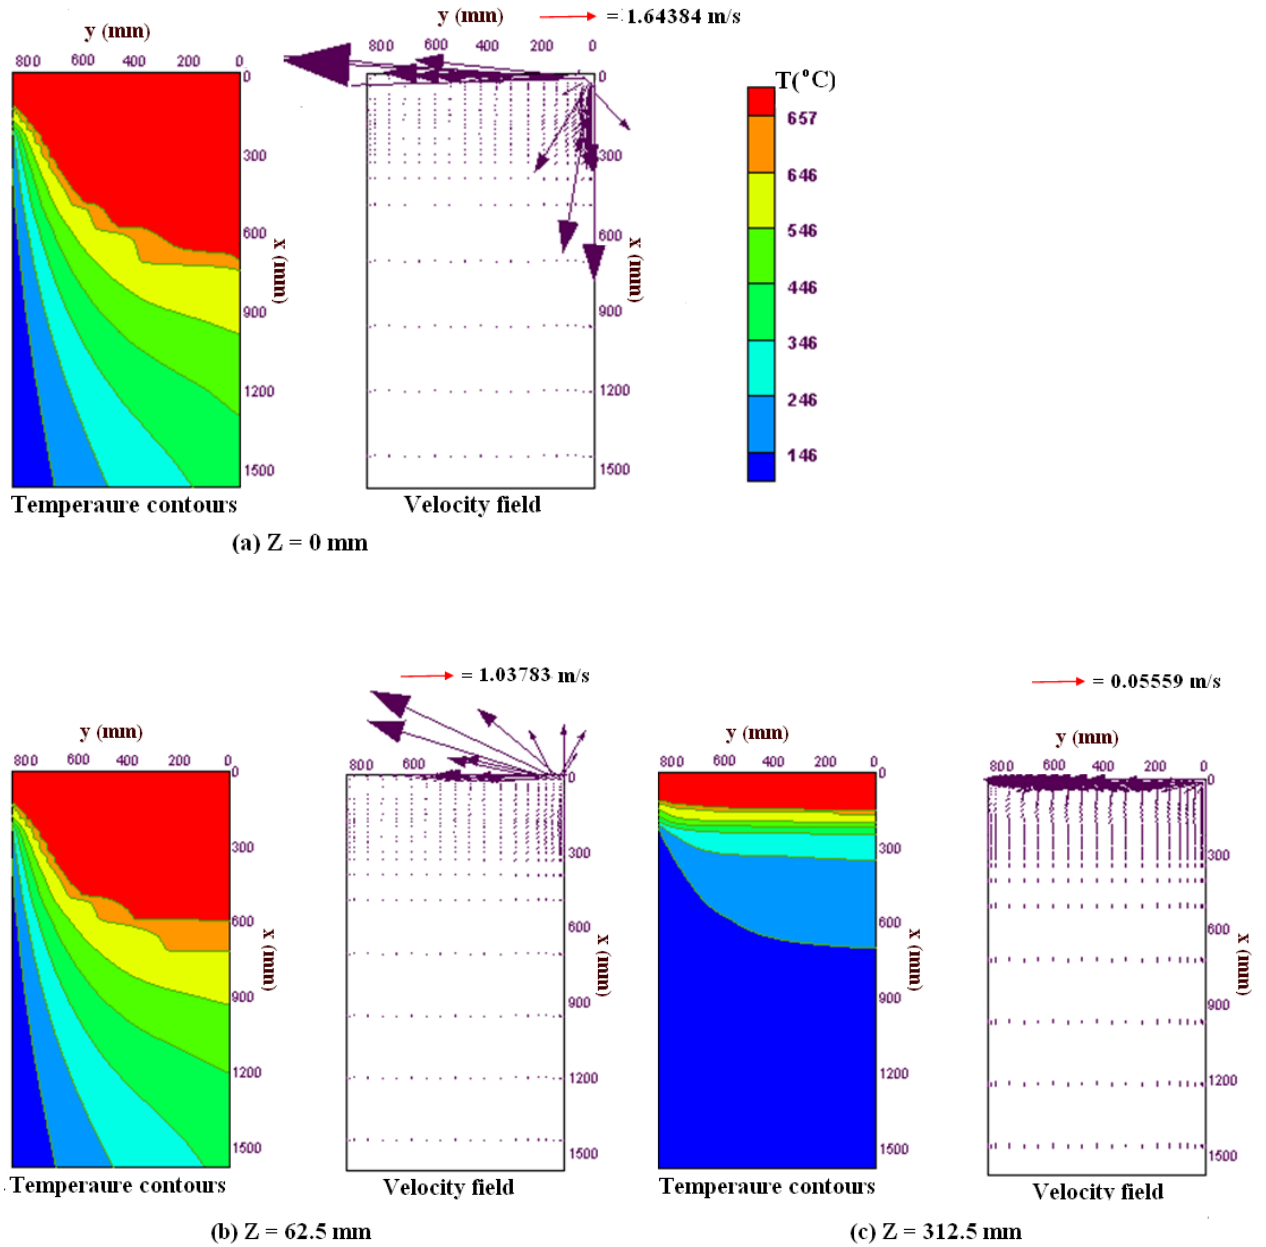 y (mm) = 1.64384 m/s
y (mm)
800 600 400 200 0
800 600 400 200 0
0
300
600
900
1200
1500
x (mm)
0
300
600
900
1200
1500
x (mm)
T(°C)
657
646
546
446
346
246
146
Temperaure contours
Velocity field
(a) Z = 0 mm
= 1.03783 m/s
= 0.05559 m/s
y (mm)
800 600 400 200 0
0
300
600
900
1200
1500
x (mm)
800 600
0
300
600
900
1200
1500
x (mm)
y (mm)
800 600 400 200 0
0
300
600
900
1200
1500
x (mm)
y (mm)
800 600 400 200 0
0
300
600
900
1200
1500
x (mm)
Temperaure contours
Velocity field
Temperaure contours
Velocity field
(b) Z = 62.5 mm
(c) Z = 312.5 mm